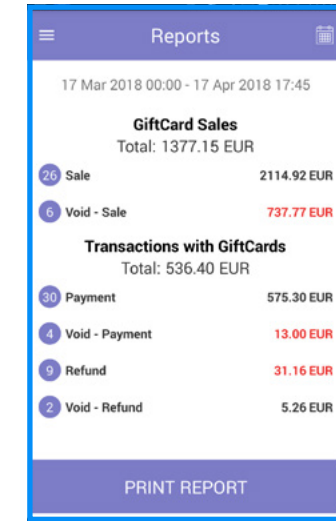 Reports
17 Mar 2018 00:00 - 17 Apr 2018 17:45
GiftCard Sales
Total: 1377.15 EUR
26 Sale 2114.92 EUR
6 Void - Sale 737.77 EUR
Transactions with GiftCards
Total: 536.40 EUR
30 Payment 575.30 EUR
4 Void - Payment 13.00 EUR
9 Refund 31.16 EUR
2 Void - Refund 5.26 EUR
PRINT REPORT